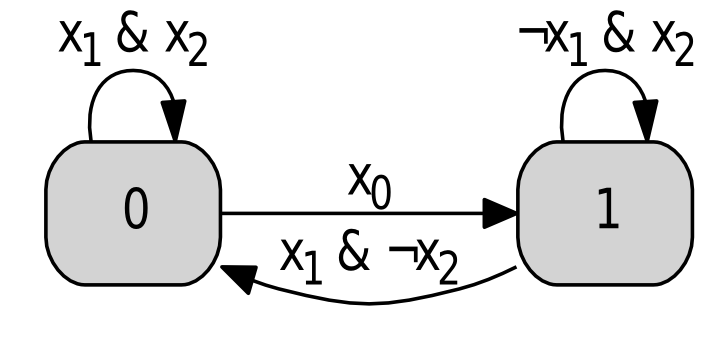 x₁ & x₂
¬x₁ & x₂
0
x₀
1
x₁ & ¬x₂